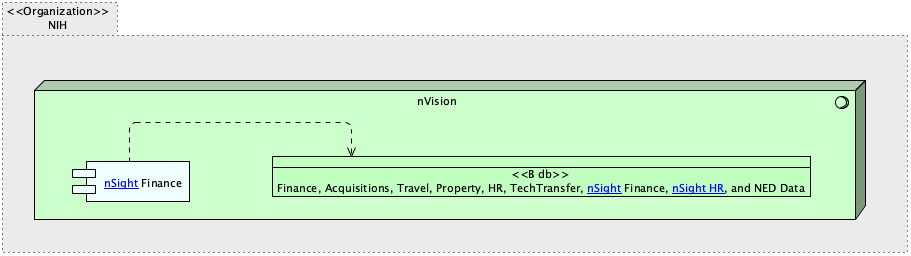 <<Organization>>
NIH
nVision
nSight Finance
<<B db>>
Finance, Acquisitions, Travel, Property, HR, TechTransfer, nSight Finance, nSight HR, and NED Data